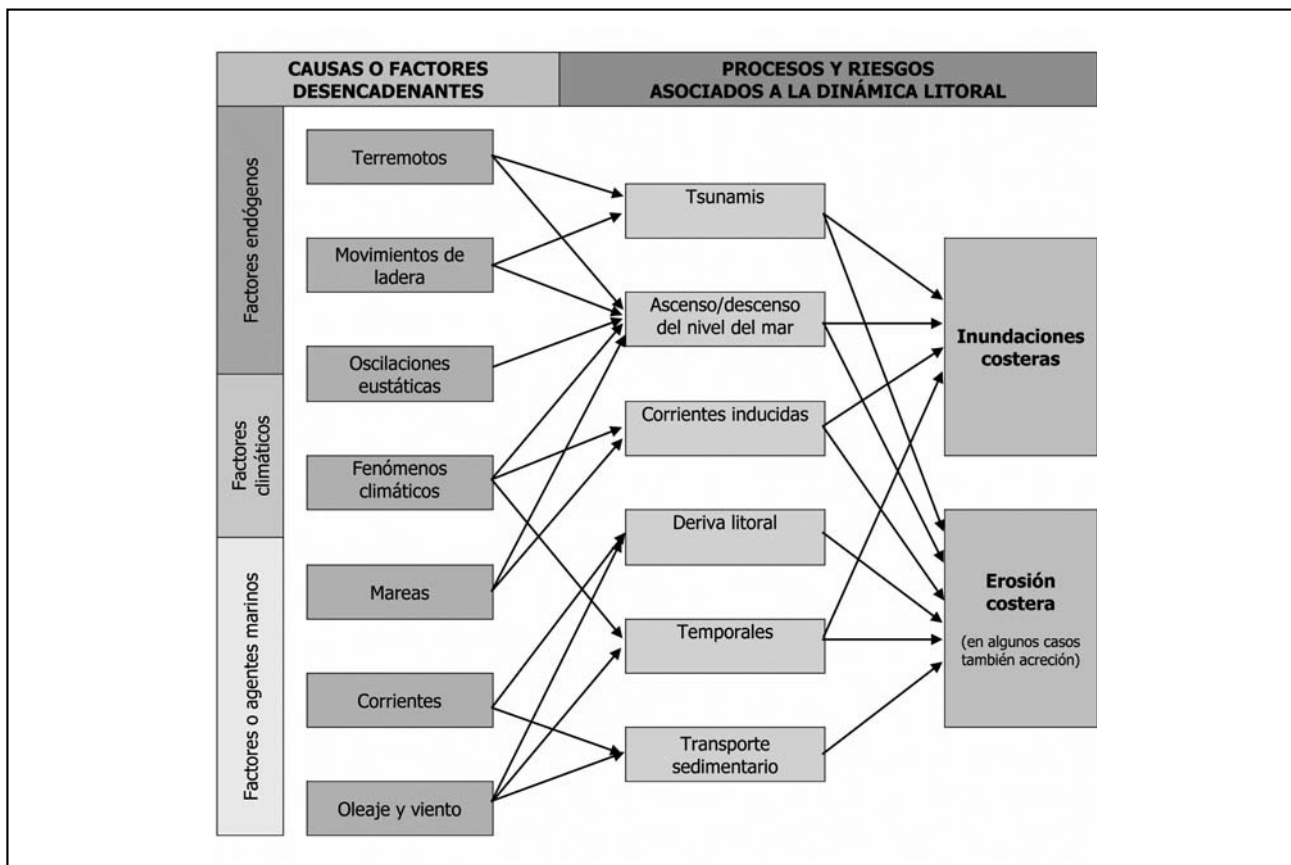 CAUSAS O FACTORES
DESENCADENANTES
PROCESOS Y RIESGOS
ASOCIADOS A LA DINÁMICA LITORAL
Factores endógenos
Factores
climáticos
Factores o agentes marinos
Terremotos
Movimientos de
ladera
Oscilaciones
eustáticas
Fenómenos
climáticos
Mareas
Corrientes
Oleaje y viento
Tsunamis
Ascenso/descenso
del nivel del mar
Corrientes inducidas
Deriva litoral
Temporales
Transporte
sedimentario
Inundaciones
costeras
Erosión
costera
(en algunos casos
también acreción)